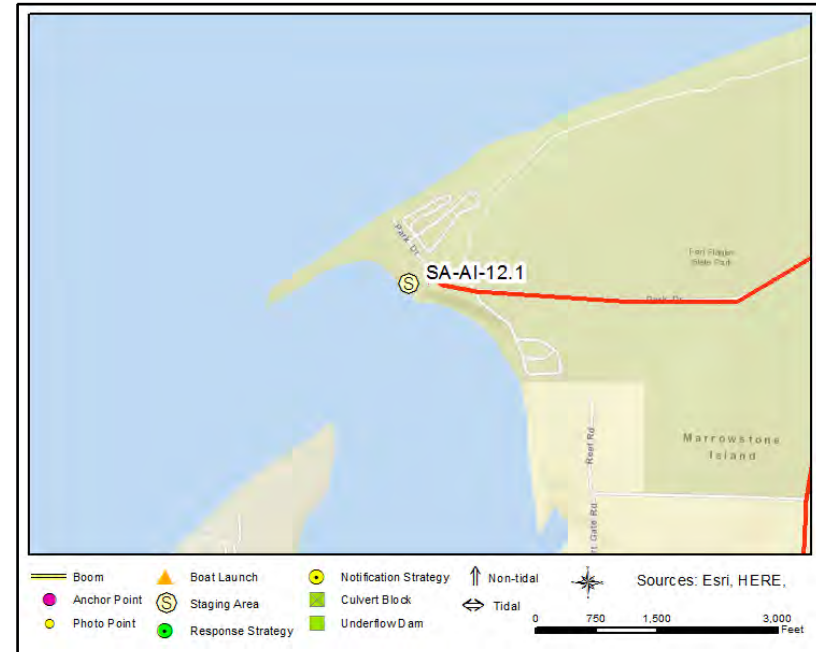 Park Dr
SA-AI-12.1
Fort Flagler
State Park
Park Dr
Reef Rd
Marrowstone
Island
Gate Rd
Boom
Boat Launch
Notification Strategy
Non-tidal
Sources: Esri, HERE,
Anchor Point
S Staging Area
Culvert Block
Tidal
Photo Point
Response Strategy
Underflow Dam
0 750 1,500 3,000
Feet